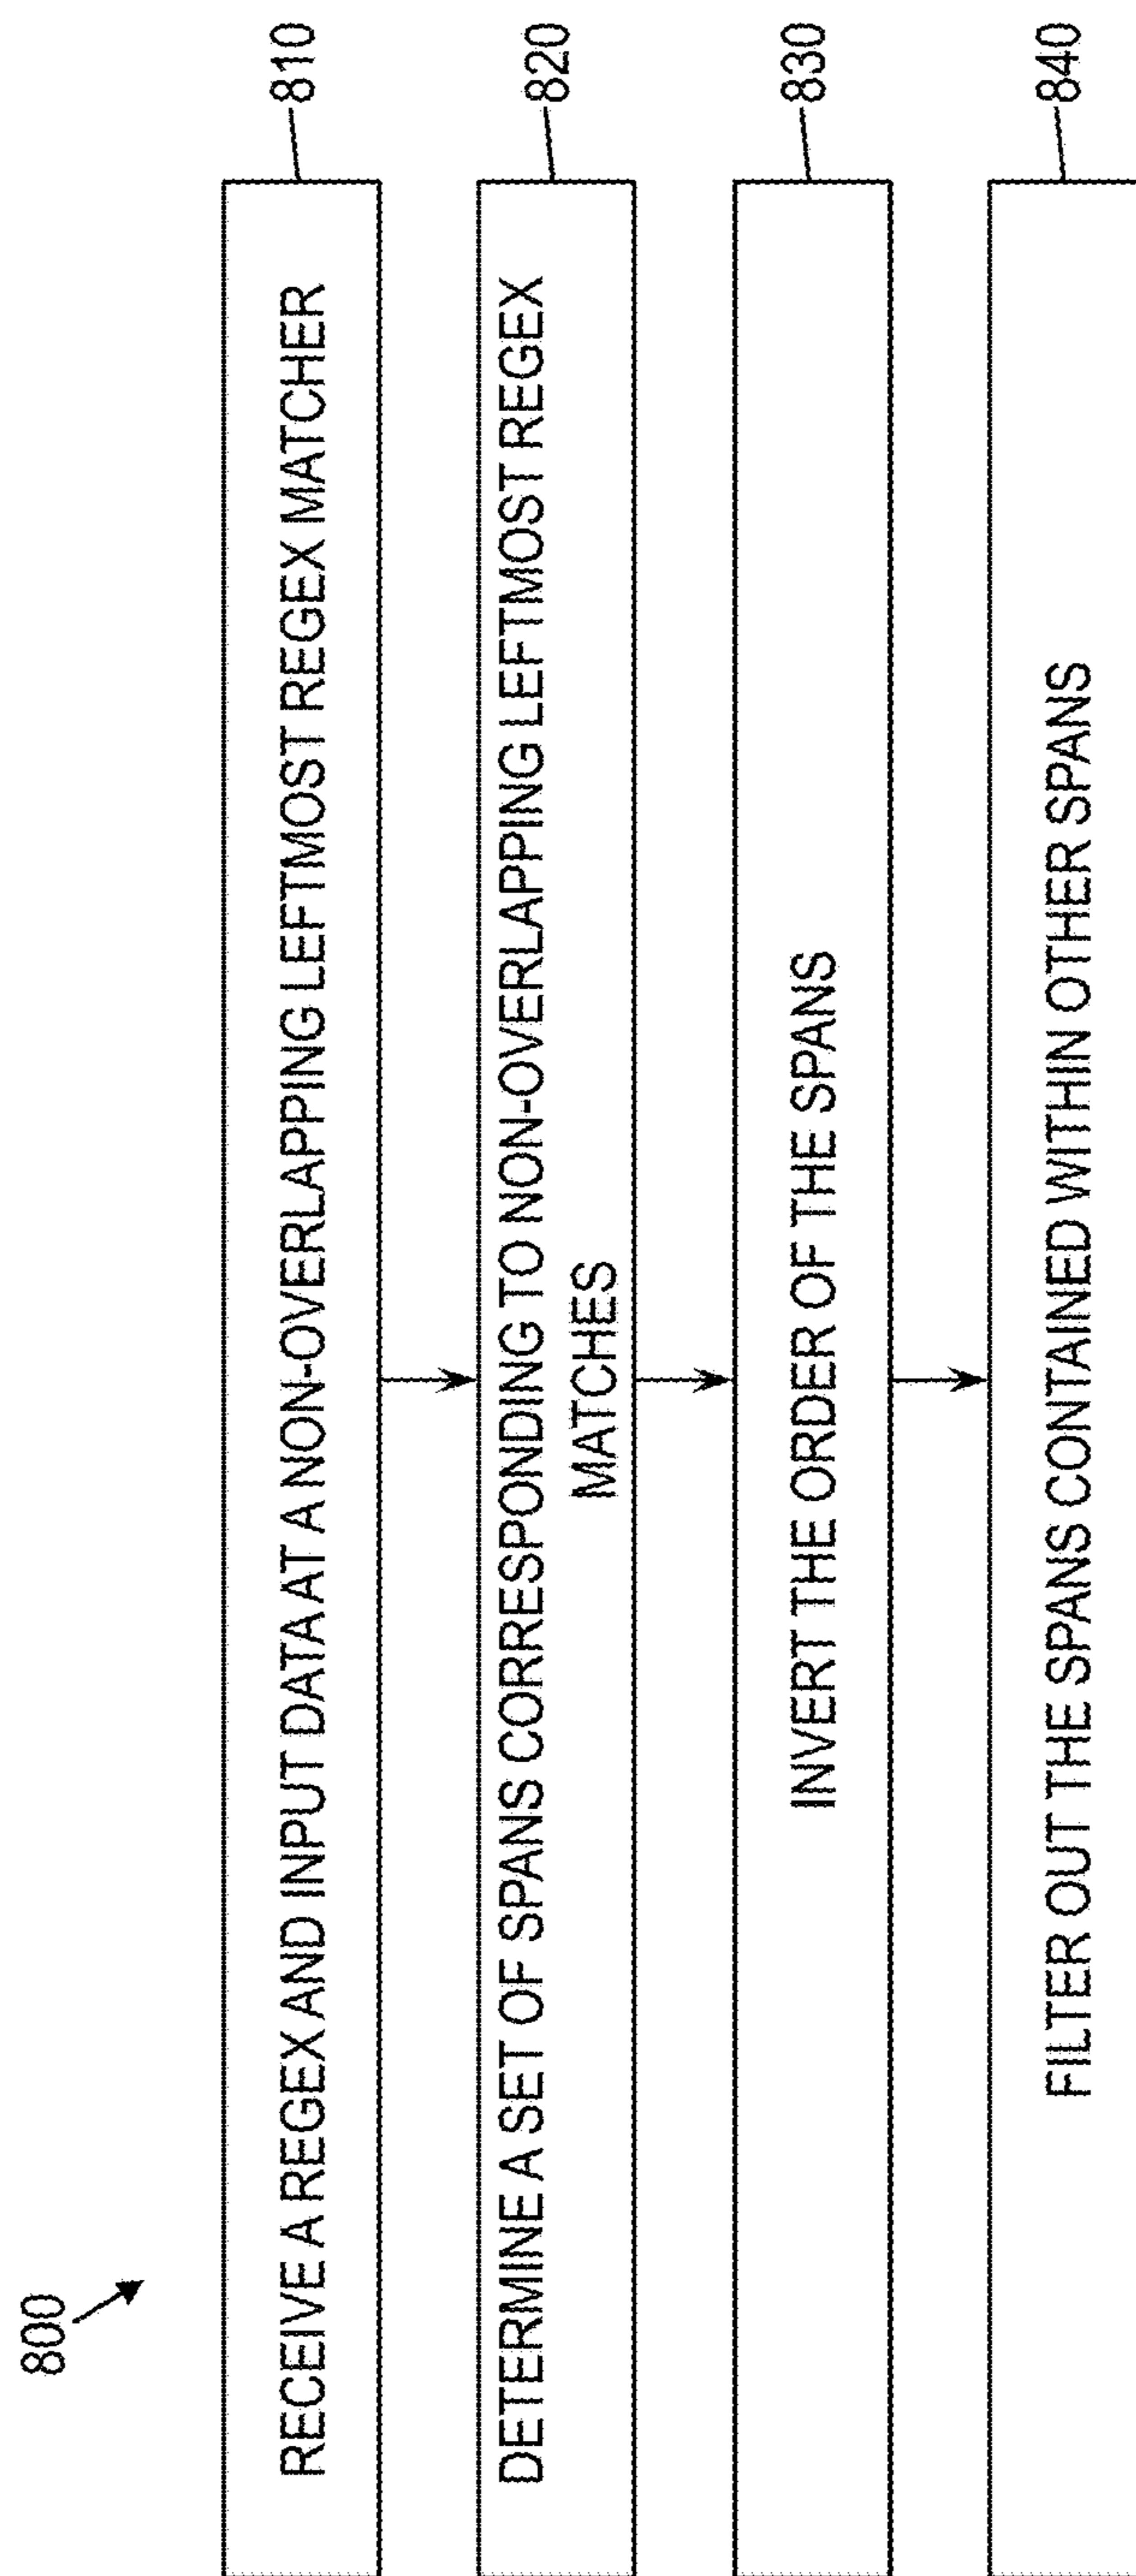 800
RECEIVE A REGEX AND INPUT DATA AT A NON-OVERLAPPING LEFTMOST REGEX MATCHER
810
DETERMINE A SET OF SPANS CORRESPONDING TO NON-OVERLAPPING LEFTMOST REGEX
MATCHES
820
INVERT THE ORDER OF THE SPANS
830
FILTER OUT THE SPANS CONTAINED WITHIN OTHER SPANS
840